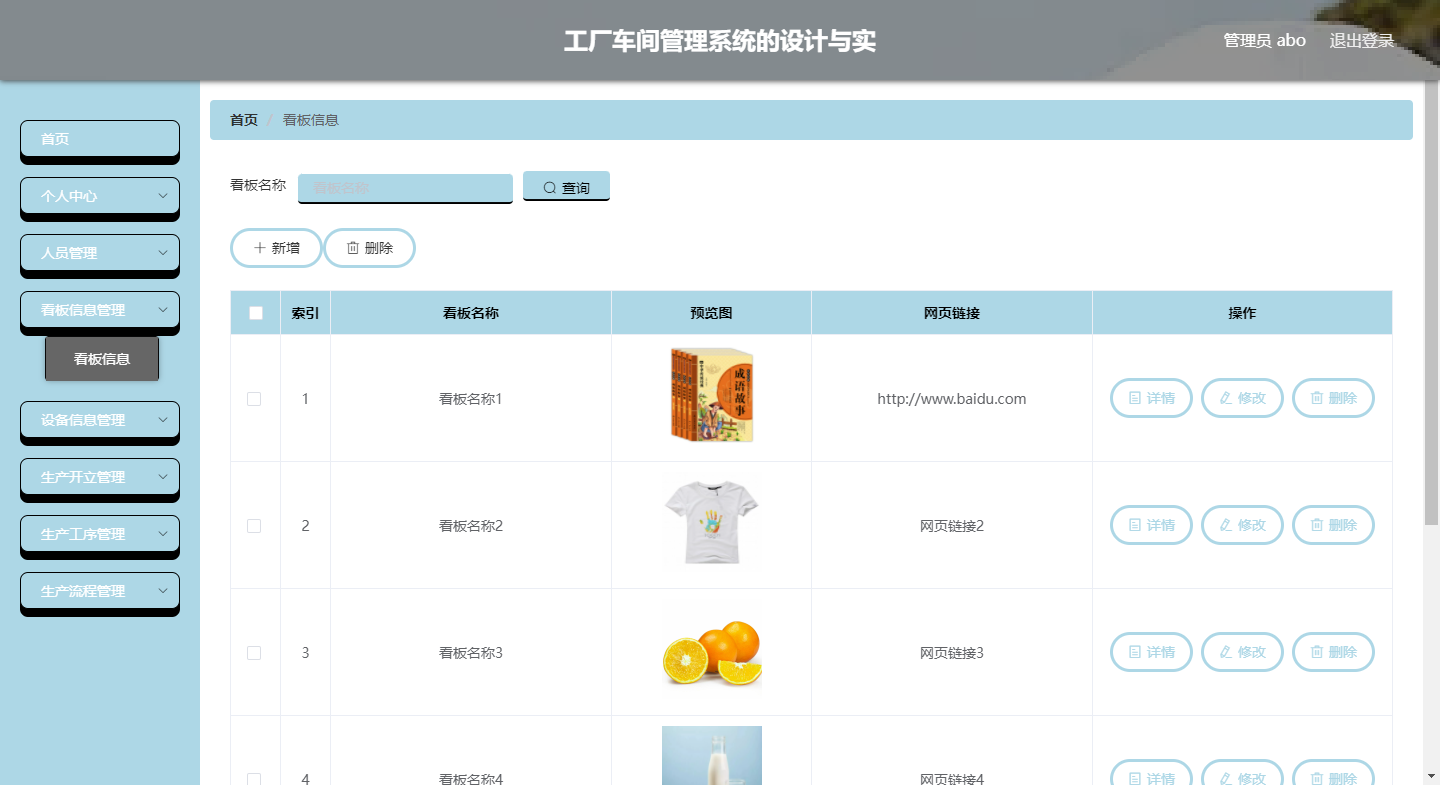 工厂车间管理系统的设计与实
管理员 abo 退出登录
首页
个人中心
人员管理
看板信息管理
看板信息
设备信息管理
生产开立管理
生产工序管理
生产流程管理
首页 / 看板信息
看板名称 看板名称 查询
新增 删除
索引 看板名称 预览图 网页链接 操作
成语故事
1 看板名称1 http://www.baidu.com 详情 修改 删除
2 看板名称2 网页链接2 详情 修改 删除
3 看板名称3 网页链接3 详情 修改 删除
4 看板名称4 网页链接4 详情 修改 删除